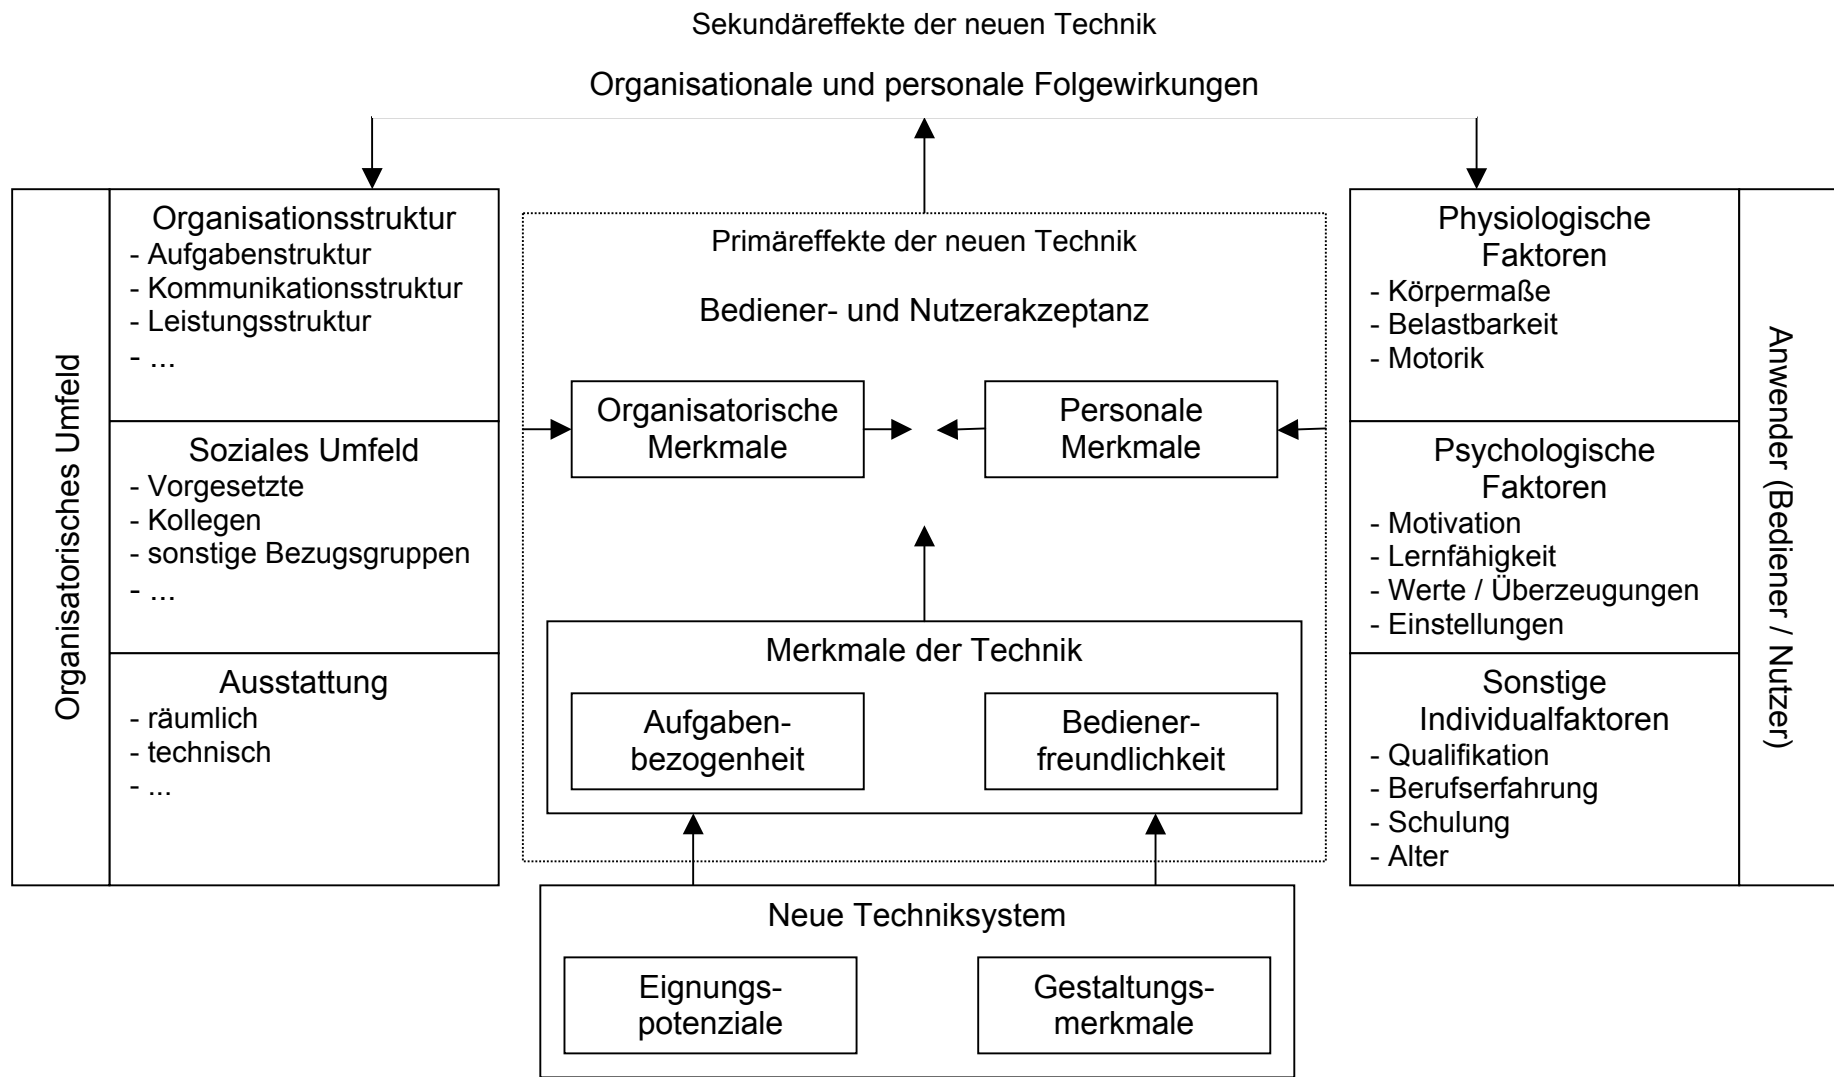 Sekundäreffekte der neuen Technik
Organisationale und personale Folgewirkungen
Organisatorisches Umfeld
Organisationsstruktur
- Aufgabenstruktur
- Kommunikationsstruktur
- Leistungsstruktur
- ...
Soziales Umfeld
- Vorgesetzte
- Kollegen
- sonstige Bezugsgruppen
- ...
Ausstattung
- räumlich
- technisch
- ...
Primäreffekte der neuen Technik
Bediener- und Nutzerakzeptanz
Organisatorische
Merkmale
Personale
Merkmale
Merkmale der Technik
Aufgaben-
bezogenheit
Bediener-
freundlichkeit
Neue Techniksystem
Eignungs-
potenziale
Gestaltungs-
merkmale
Physiologische
Faktoren
- Körpermaße
- Belastbarkeit
- Motorik
Psychologische
Faktoren
- Motivation
- Lernfähigkeit
- Werte / Überzeugungen
- Einstellungen
Sonstige
Individualfaktoren
- Qualifikation
- Berufserfahrung
- Schulung
- Alter
Anwender (Bediener / Nutzer)